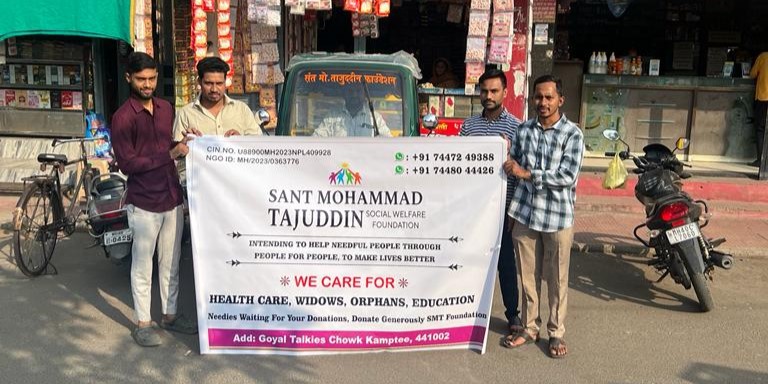 संत मो. ताजुद्दीन फाउंडेशन
CIN.NO. U88900MH2023NPL409928
NGO ID: MH/2023/0363776
: +91 74472 49388
: +91 74480 44426
SANT MOHAMMAD
TAJUDDIN SOCIAL WELFARE
FOUNDATION
INTENDING TO HELP NEEDFUL PEOPLE THROUGH
PEOPLE FOR PEOPLE, TO MAKE LIVES BETTER
WE CARE FOR
HEALTH CARE, WIDOWS, ORPHANS, EDUCATION
Needies Waiting For Your Donations, Donate Generously SMT Foundation
Add: Goyal Talkies Chowk Kamptee, 441002